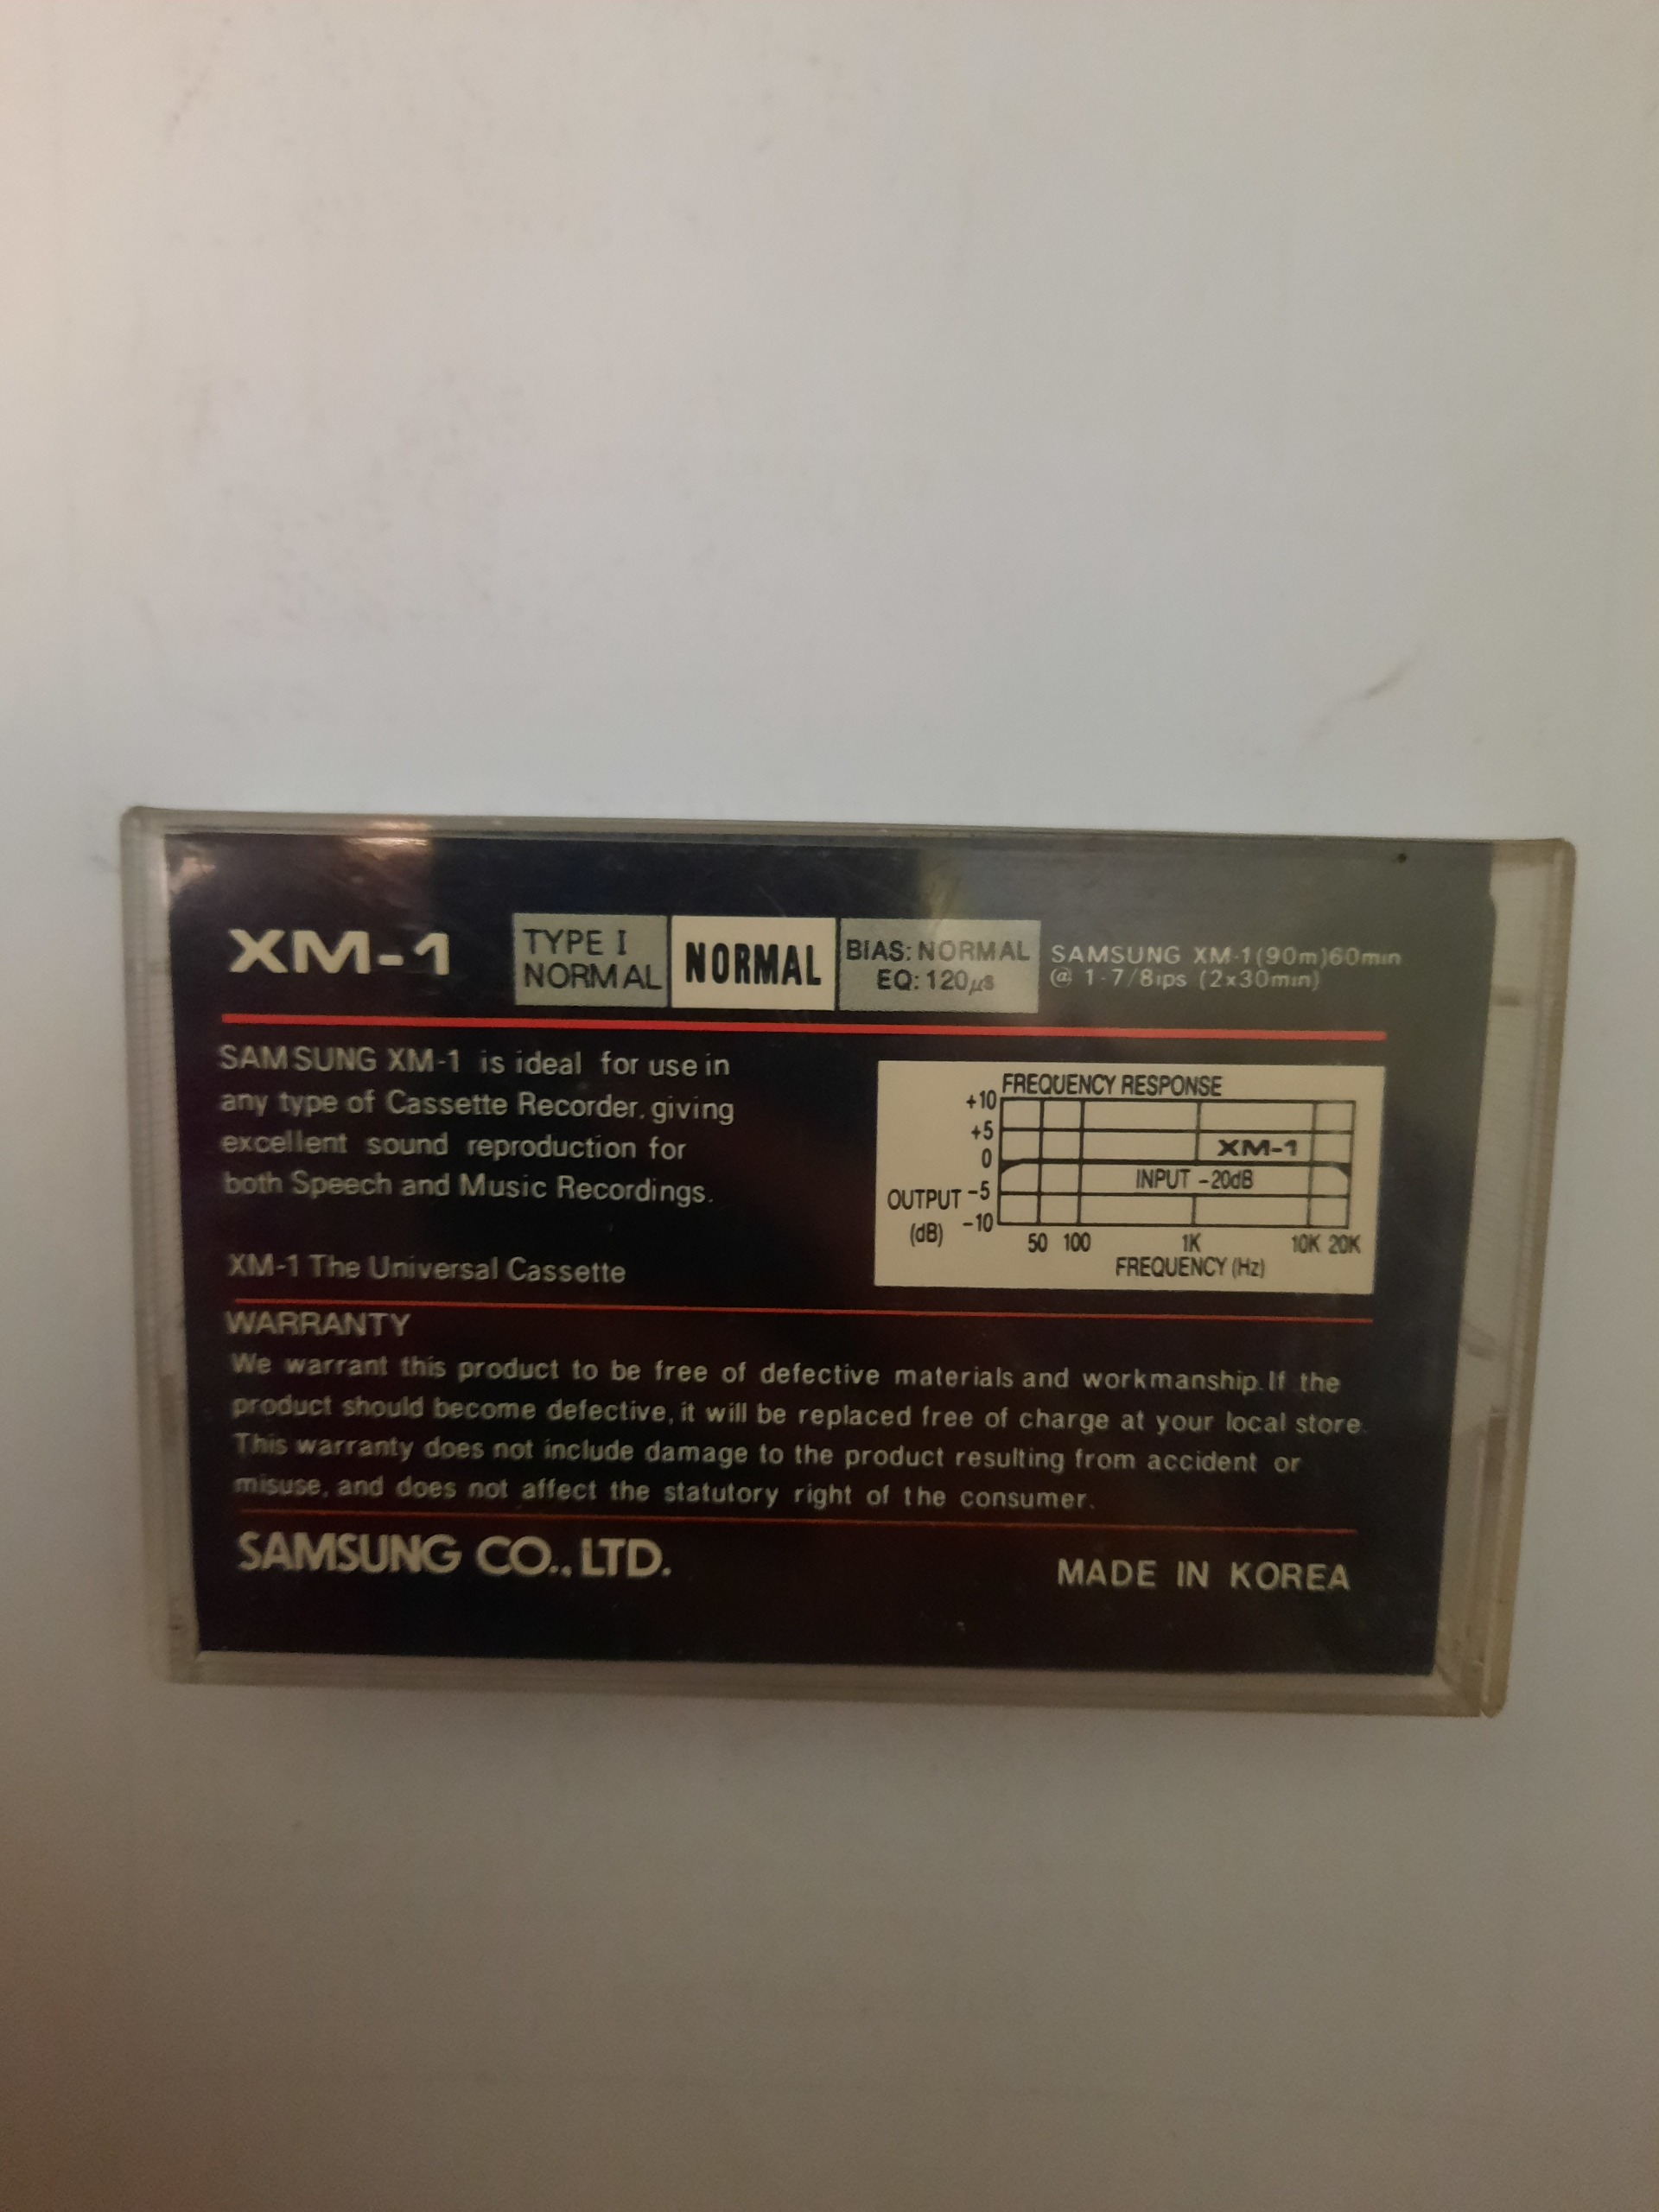 XM-1
TYPE I
NORMAL
NORMAL
BIAS: NORMAL
EQ: 120μs
SAMSUNG XM-1(90m)60min
@ 1-7/8ips (2x30min)
SAMSUNG XM-1 is ideal for use in
any type of Cassette Recorder, giving
excellent sound reproduction for
both Speech and Music Recordings.
XM-1 The Universal Cassette
FREQUENCY RESPONSE
+10
+5
0
-5
-10
OUTPUT
(dB)
XM-1
INPUT -20dB
50 100 1K 10K 20K
FREQUENCY (Hz)
WARRANTY
We warrant this product to be free of defective materials and workmanship. If the
product should become defective, it will be replaced free of charge at your local store.
This warranty does not include damage to the product resulting from accident or
misuse, and does not affect the statutory right of the consumer.
SAMSUNG CO., LTD.
MADE IN KOREA